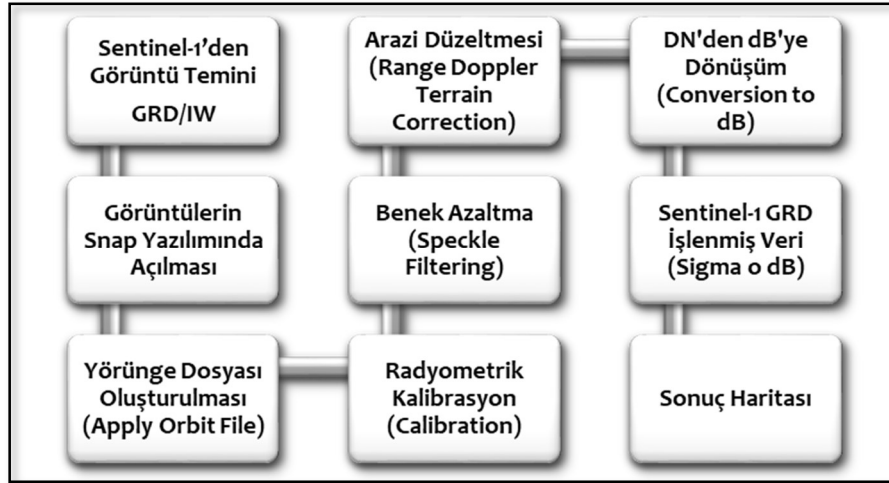 Sentinel-1’den
Görüntü Temini
GRD/IW
Görüntülerin
Snap Yazılımında
Açılması
Yörünge Dosyası
Oluşturulması
(Apply Orbit File)
Radyometrik
Kalibrasyon
(Calibration)
Benek Azaltma
(Speckle
Filtering)
Arazi Düzeltmesi
(Range Doppler
Terrain
Correction)
DN'den dB'ye
Dönüşüm
(Conversion to
dB)
Sentinel-1 GRD
İşlenmiş Veri
(Sigma o dB)
Sonuç Haritası